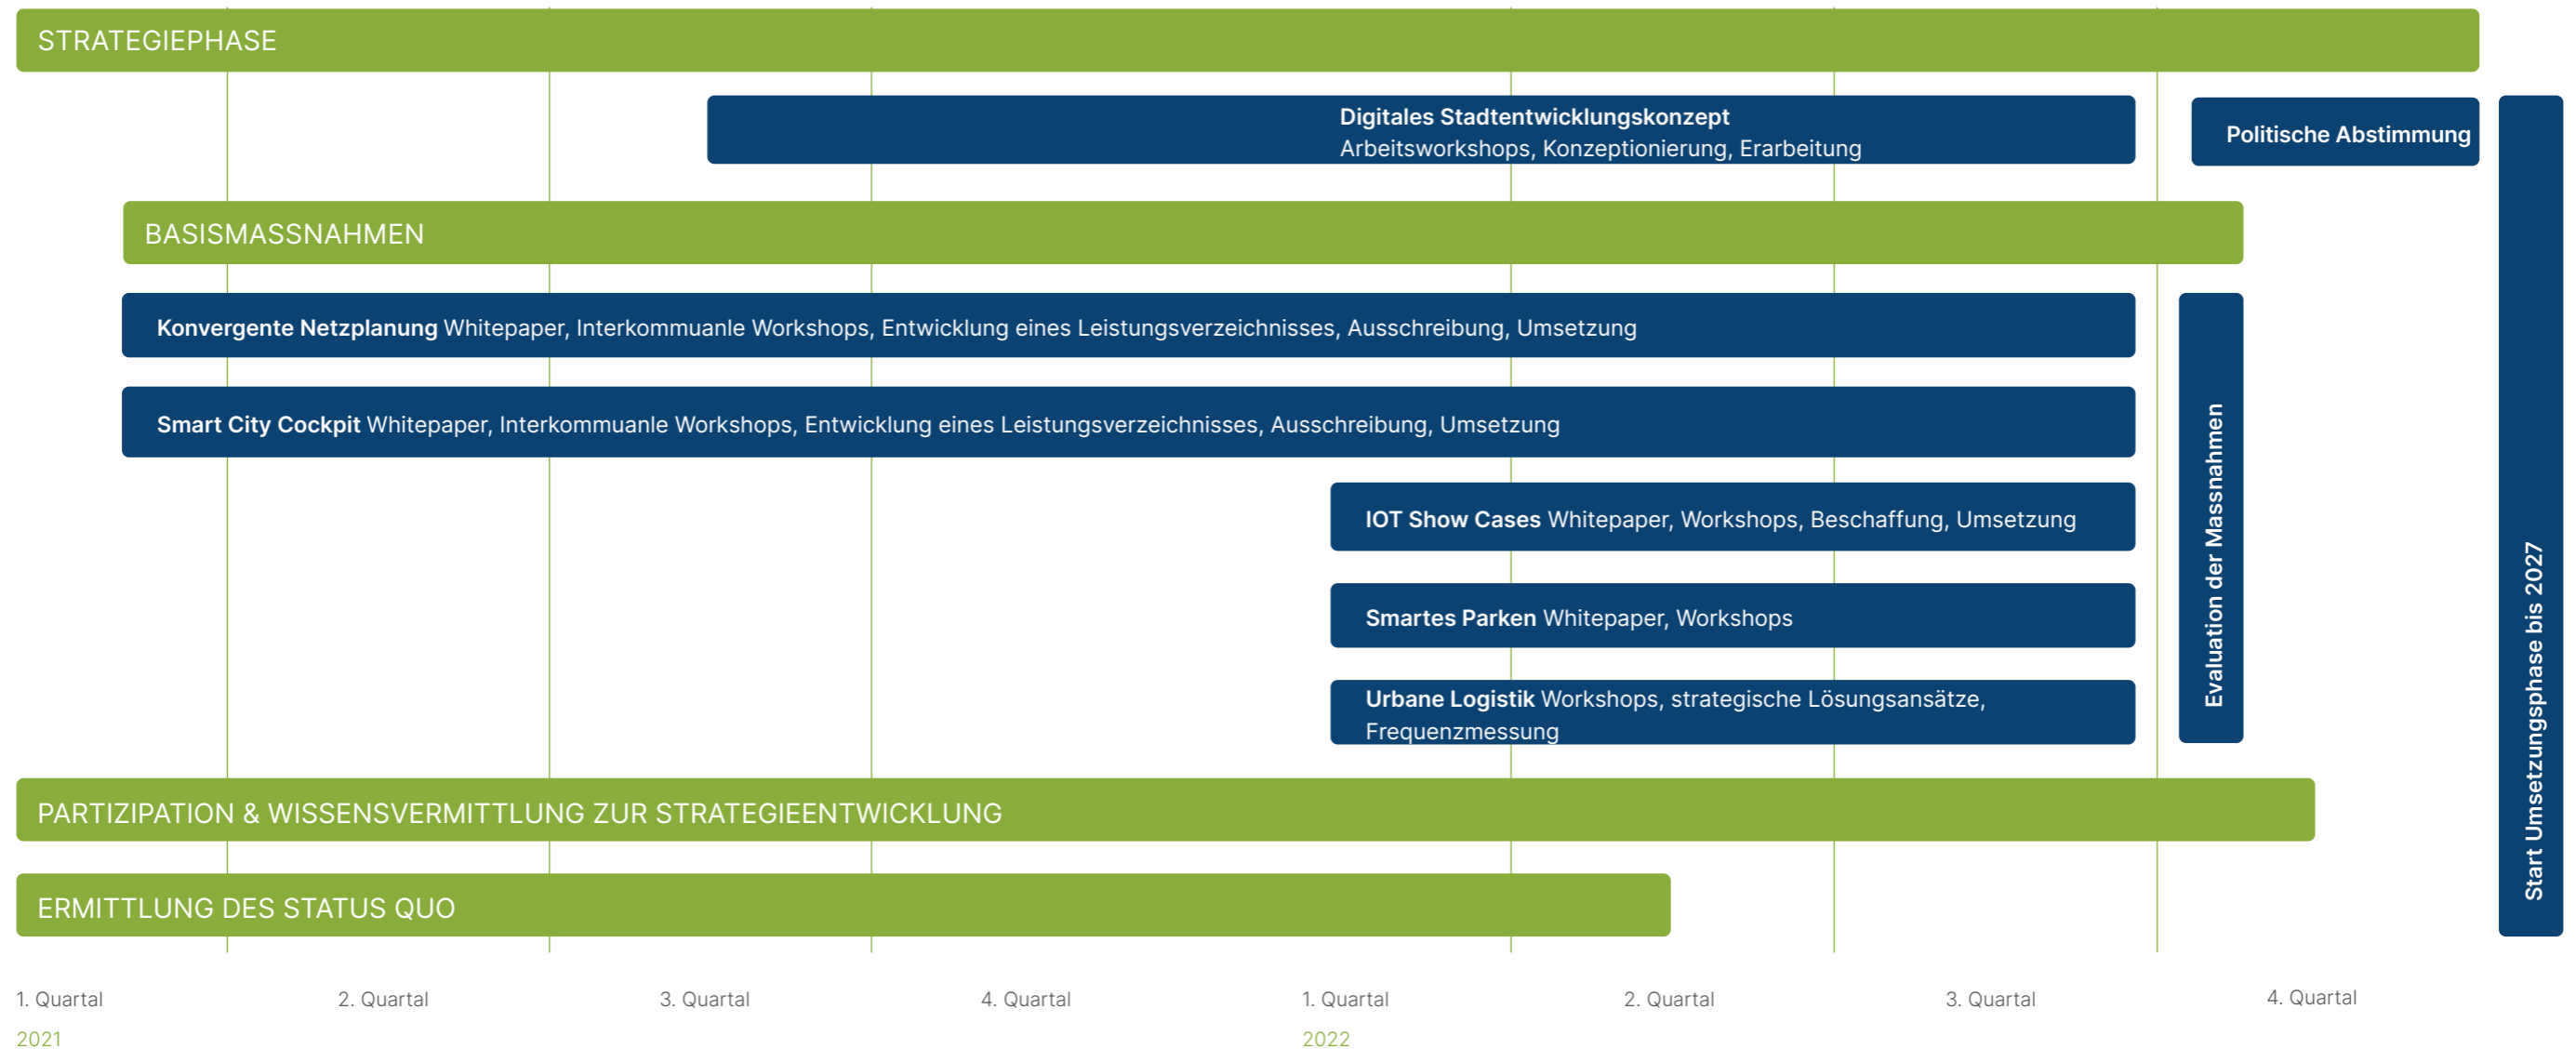 STRATEGIEPHASE
Digitales Stadtentwicklungskonzept
Arbeitsworkshops, Konzeptionierung, Erarbeitung
Politische Abstimmung
BASISMASSNAHMEN
Konvergente Netzplanung Whitepaper, Interkommuanle Workshops, Entwicklung eines Leistungsverzeichnisses, Ausschreibung, Umsetzung
Smart City Cockpit Whitepaper, Interkommuanle Workshops, Entwicklung eines Leistungsverzeichnisses, Ausschreibung, Umsetzung
IOT Show Cases Whitepaper, Workshops, Beschaffung, Umsetzung
Smartes Parken Whitepaper, Workshops
Urbane Logistik Workshops, strategische Lösungsansätze,
Frequenzmessung
Evaluation der Massnahmen
Start Umsetzungsphase bis 2027
PARTIZIPATION & WISSENSVERMITTLUNG ZUR STRATEGIEENTWICKLUNG
ERMITTLUNG DES STATUS QUO
1. Quartal
2. Quartal
3. Quartal
4. Quartal
1. Quartal
2. Quartal
3. Quartal
4. Quartal
2021
2022